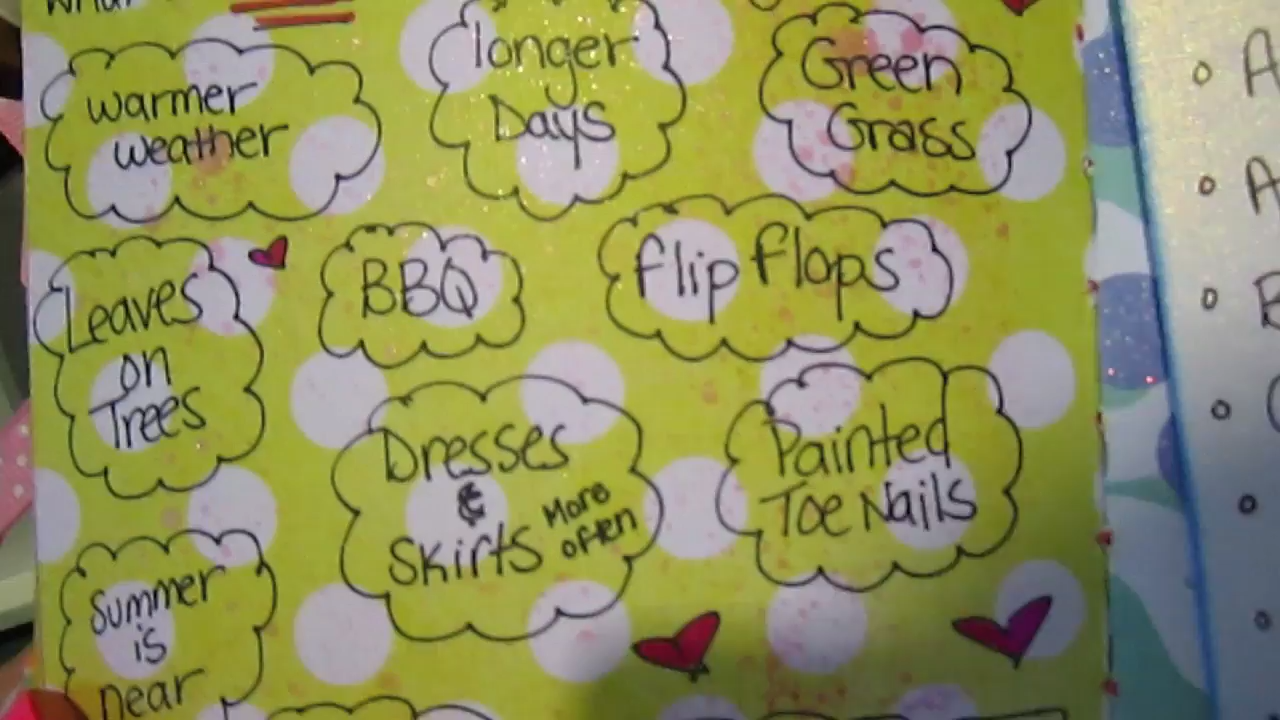 warmer
weather
longer
Days
Green
Grass
Leaves
on
Trees
BBQ
flip flops
Dresses
&
Skirts More
often
Painted
Toe Nails
Summer
is
near
A
A